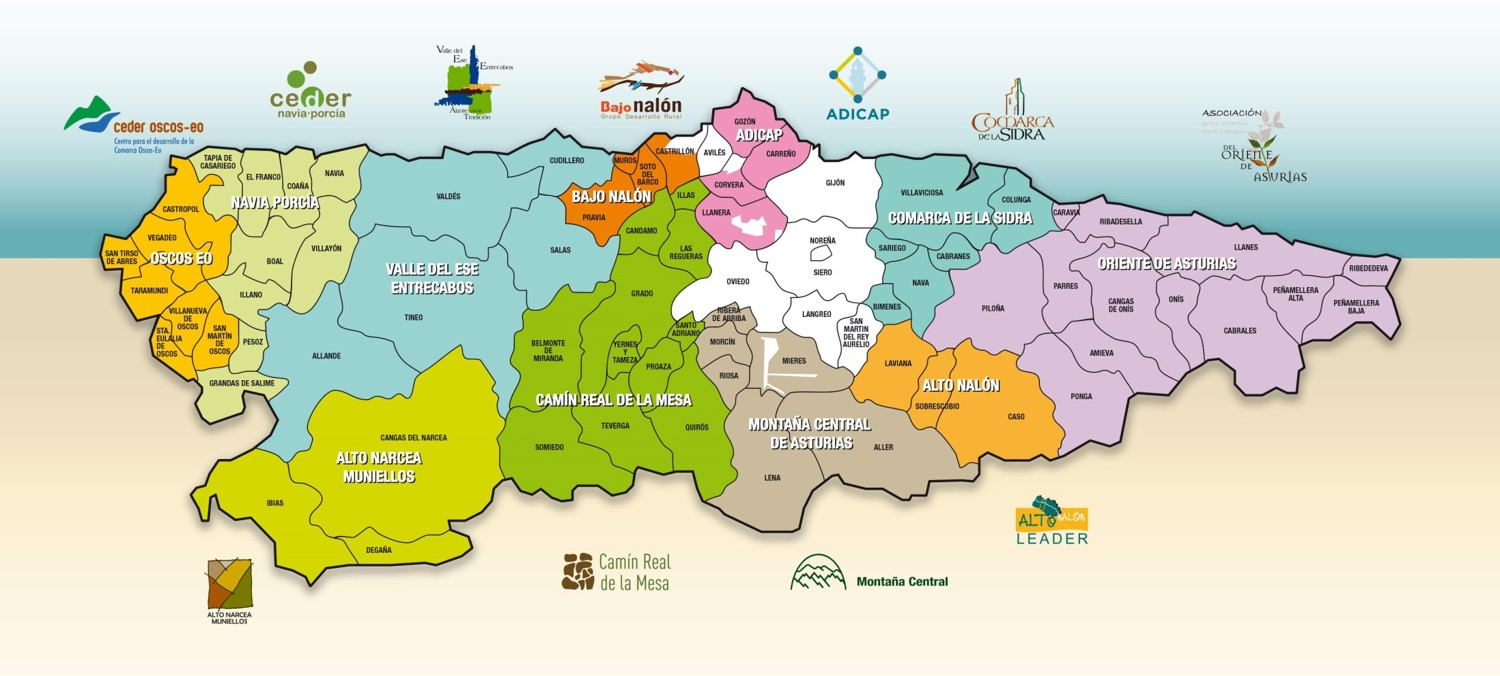 ceder oscos-eo
Centro para el desarrollo de la
Comarca Oscos-Eo
ceder
navia-porcía
Valle del
Ese
Entrecabos
Tradición
Bajo nalón
Grupo Desarrollo Rural
ADICAP
COMARCA
DE LA SIDRA
ASOCIACIÓN
DEL
ORIENTE
DE
ASTURIAS
OSCOS EO
CASTROPOL
VEGADEO
SAN TIRSO
DE ABRES
TARAMUNDI
VILLANUEVA
DE
OSCOS
STA.
EULALIA
DE
OSCOS
SAN
MARTÍN
DE
OSCOS
NAVIA PORCÍA
TAPIA DE
CASARIEGO
EL FRANCO
COAÑA
NAVIA
VILLAYÓN
BOAL
ILLANO
PESOZ
GRANDAS DE SALIME
VALLE DEL ESE
ENTRECABOS
VALDÉS
CUDILLERO
SALAS
TINEO
ALLANDE
ALTO NARCEA
MUNIELLOS
CANGAS DEL NARCEA
IBIAS
DEGAÑA
BAJO NALÓN
MUROS
SOTO
DEL
BARCO
CASTRILLÓN
PRAVIA
CAMÍN REAL DE LA MESA
ILLAS
CANDAMO
LAS
REGUERAS
GRADO
BELMONTE
DE
MIRANDA
YERNES
Y
TAMEZA
SANTO
ADRIANO
PROAZA
TEVERGA
QUIRÓS
SOMIEDO
ADICAP
GOZÓN
CARREÑO
CORVERA
LLANERA
AVILÉS
GIJÓN
NOREÑA
SIERO
OVIEDO
LANGREO
SAN
MARTIN
DEL REY
AURELIO
MONTAÑA CENTRAL
DE ASTURIAS
RIBERA
DE ARRIBA
MORCÍN
RIOSA
MIERES
LENA
ALLER
COMARCA DE LA SIDRA
VILLAVICIOSA
COLUNGA
SARIEGO
CABRANES
NAVA
BIMENES
ALTO NALÓN
LAVIANA
SOBRESCOBIO
CASO
ORIENTE DE ASTURIAS
CARAVIA
RIBADESELLA
LLANES
RIBEDEDEVA
PILOÑA
PARRES
CANGAS
DE ONÍS
ONÍS
PEÑAMELLERA
ALTA
PEÑAMELLERA
BAJA
CABRALES
AMIEVA
PONGA
ALTO NARCEA
MUNIELLOS
Camín Real
de la Mesa
Montaña Central
ALTO NALÓN
LEADER